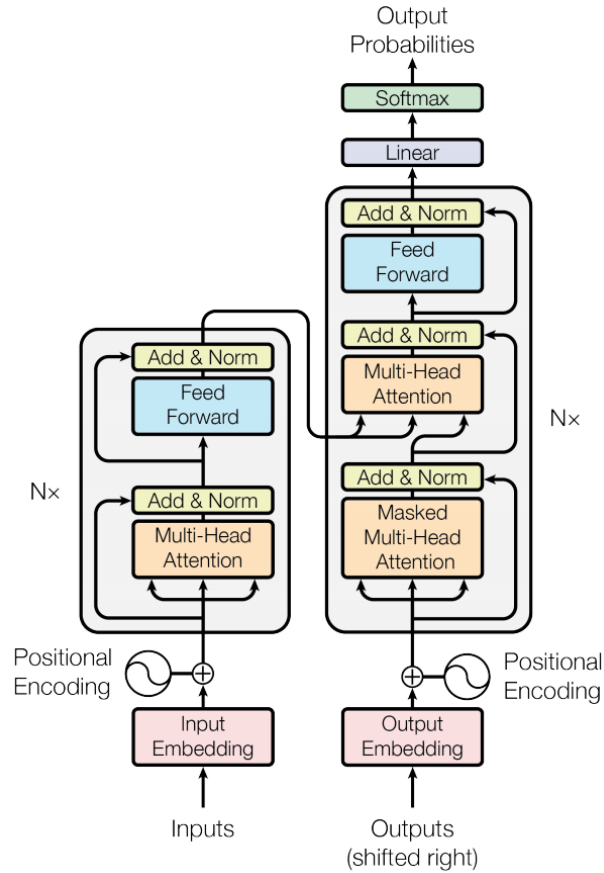 Output
Probabilities
Softmax
Linear
Add & Norm
Feed
Forward
Add & Norm
Multi-Head
Attention
Add & Norm
Masked
Multi-Head
Attention
Nx
Add & Norm
Feed
Forward
Add & Norm
Multi-Head
Attention
Nx
Positional
Encoding
Positional
Encoding
Input
Embedding
Output
Embedding
Inputs
Outputs
(shifted right)